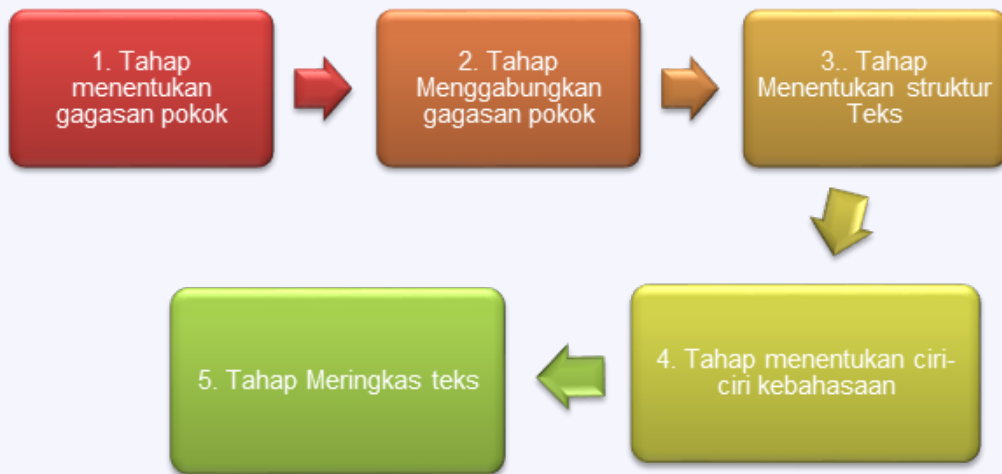 1. Tahap
menentukan
gagasan pokok
2. Tahap
Menggabungkan
gagasan pokok
3.. Tahap
Menentukan struktur
Teks
4. Tahap menentukan ciri-
ciri kebahasaan
5. Tahap Meringkas teks